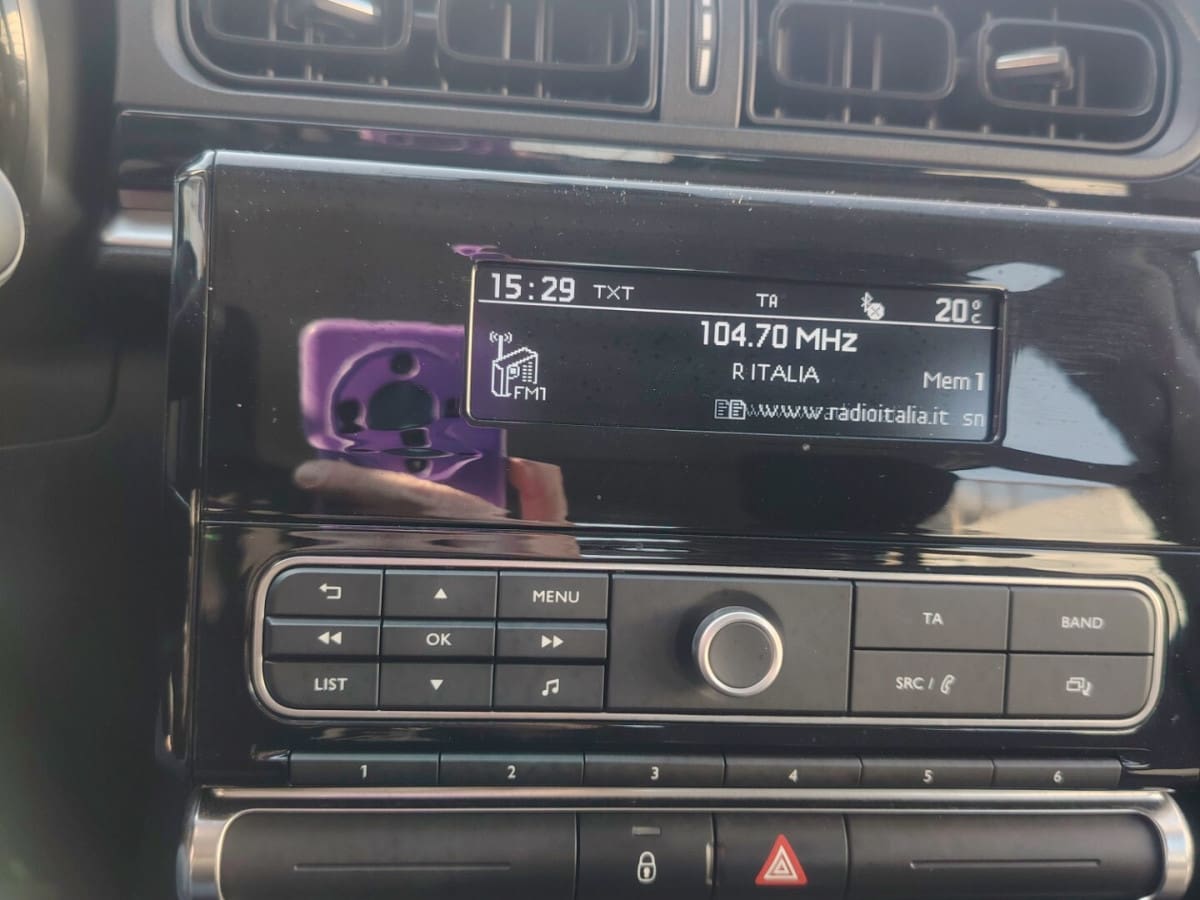 15:29 TXT TA 20°C
104.70 MHz
R ITALIA
Mem 1
FM1
www.radioitalia.it sn
MENU
TA
BAND
OK
LIST
SRC /
1 2 3 4 5 6